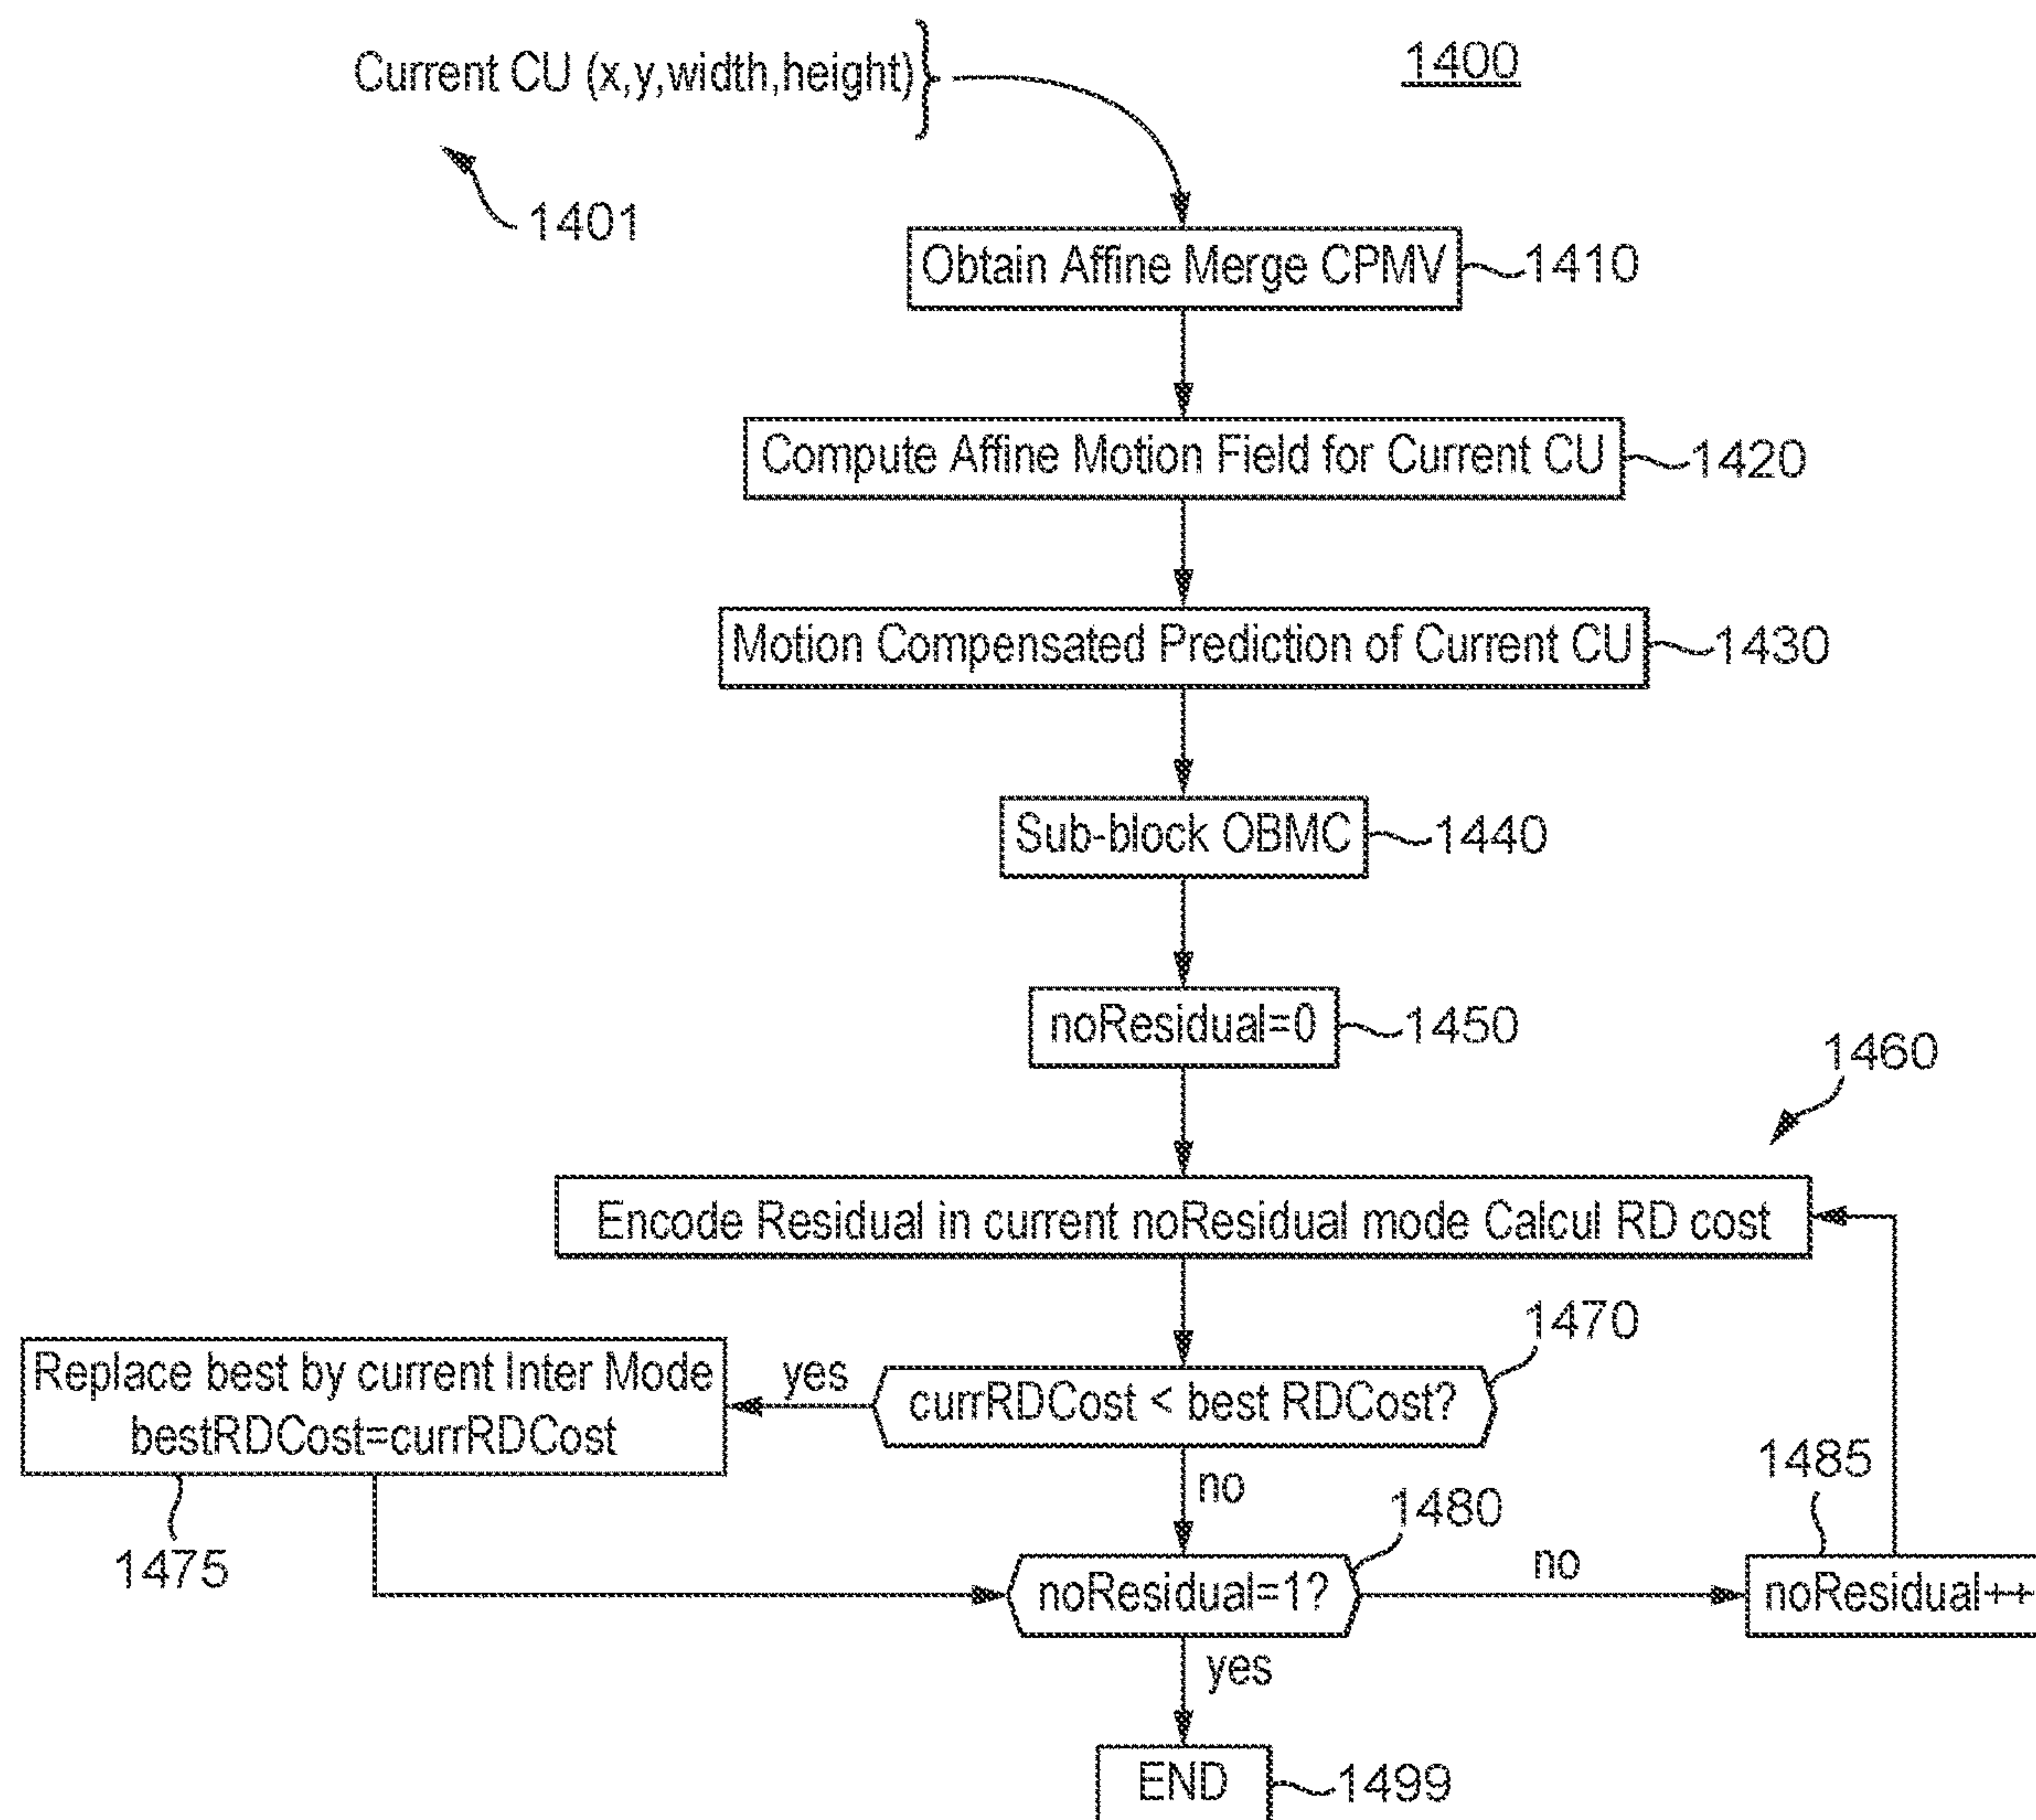 Current CU (x,y,width,height)
1400
1401
Obtain Affine Merge CPMV
1410
Compute Affine Motion Field for Current CU
1420
Motion Compensated Prediction of Current CU
1430
Sub-block OBMC
1440
noResidual=0
1450
1460
Encode Residual in current noResidual mode Calcul RD cost
1470
Replace best by current Inter Mode
bestRDCost=currRDCost
yes
currRDCost < best RDCost?
1475
no
1480
1485
noResidual=1?
no
noResidual++
yes
END
1499